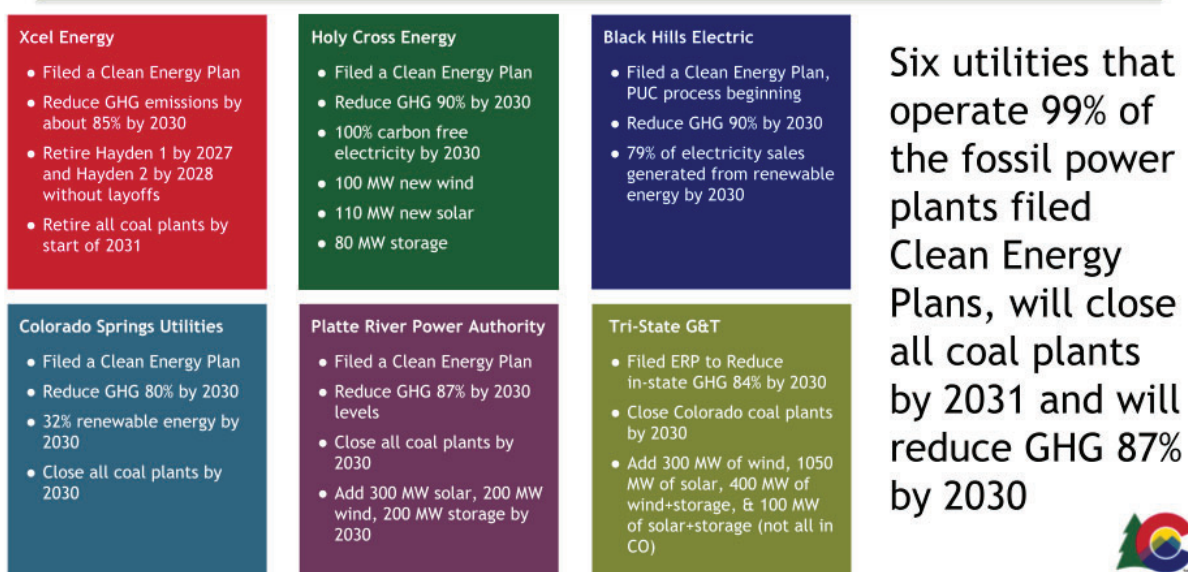 Xcel Energy
● Filed a Clean Energy Plan
● Reduce GHG emissions by
about 85% by 2030
● Retire Hayden 1 by 2027
and Hayden 2 by 2028
without layoffs
● Retire all coal plants by
start of 2031
Holy Cross Energy
● Filed a Clean Energy Plan
● Reduce GHG 90% by 2030
● 100% carbon free
electricity by 2030
● 100 MW new wind
● 110 MW new solar
● 80 MW storage
Black Hills Electric
● Filed a Clean Energy Plan,
PUC process beginning
● Reduce GHG 90% by 2030
● 79% of electricity sales
generated from renewable
energy by 2030
Colorado Springs Utilities
● Filed a Clean Energy Plan
● Reduce GHG 80% by 2030
● 32% renewable energy by
2030
● Close all coal plants by
2030
Platte River Power Authority
● Filed a Clean Energy Plan
● Reduce GHG 87% by 2030
levels
● Close all coal plants by
2030
● Add 300 MW solar, 200 MW
wind, 200 MW storage by
2030
Tri-State G&T
● Filed ERP to Reduce
in-state GHG 84% by 2030
● Close Colorado coal plants
by 2030
● Add 300 MW of wind, 1050
MW of solar, 400 MW of
wind+storage, & 100 MW
of solar+storage (not all in
CO)
Six utilities that
operate 99% of
the fossil power
plants filed
Clean Energy
Plans, will close
all coal plants
by 2031 and will
reduce GHG 87%
by 2030